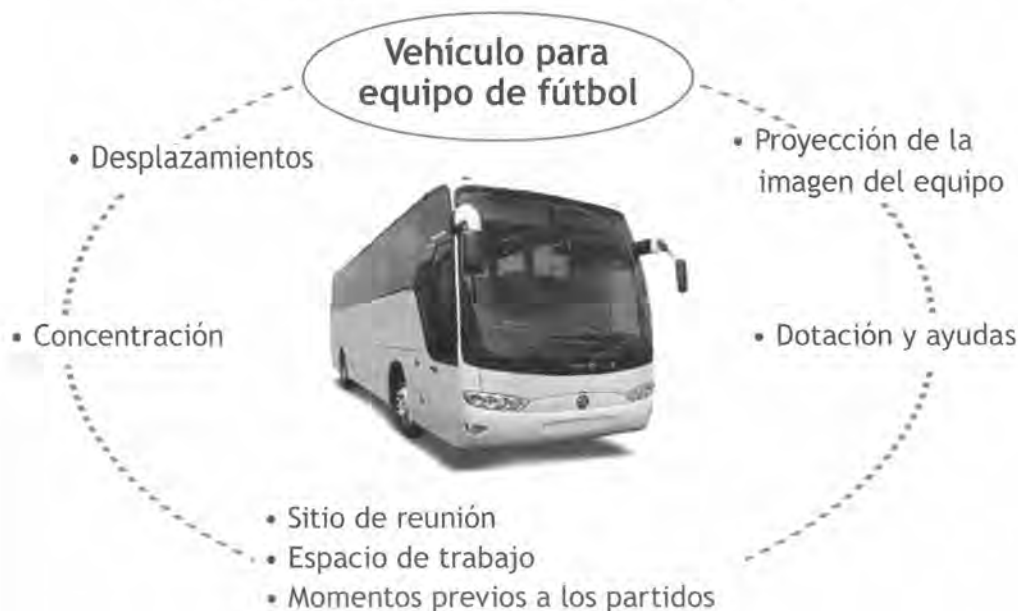 Vehículo para
equipo de fútbol
• Desplazamientos
• Proyección de la
imagen del equipo
• Concentración
• Dotación y ayudas
• Sitio de reunión
• Espacio de trabajo
• Momentos previos a los partidos